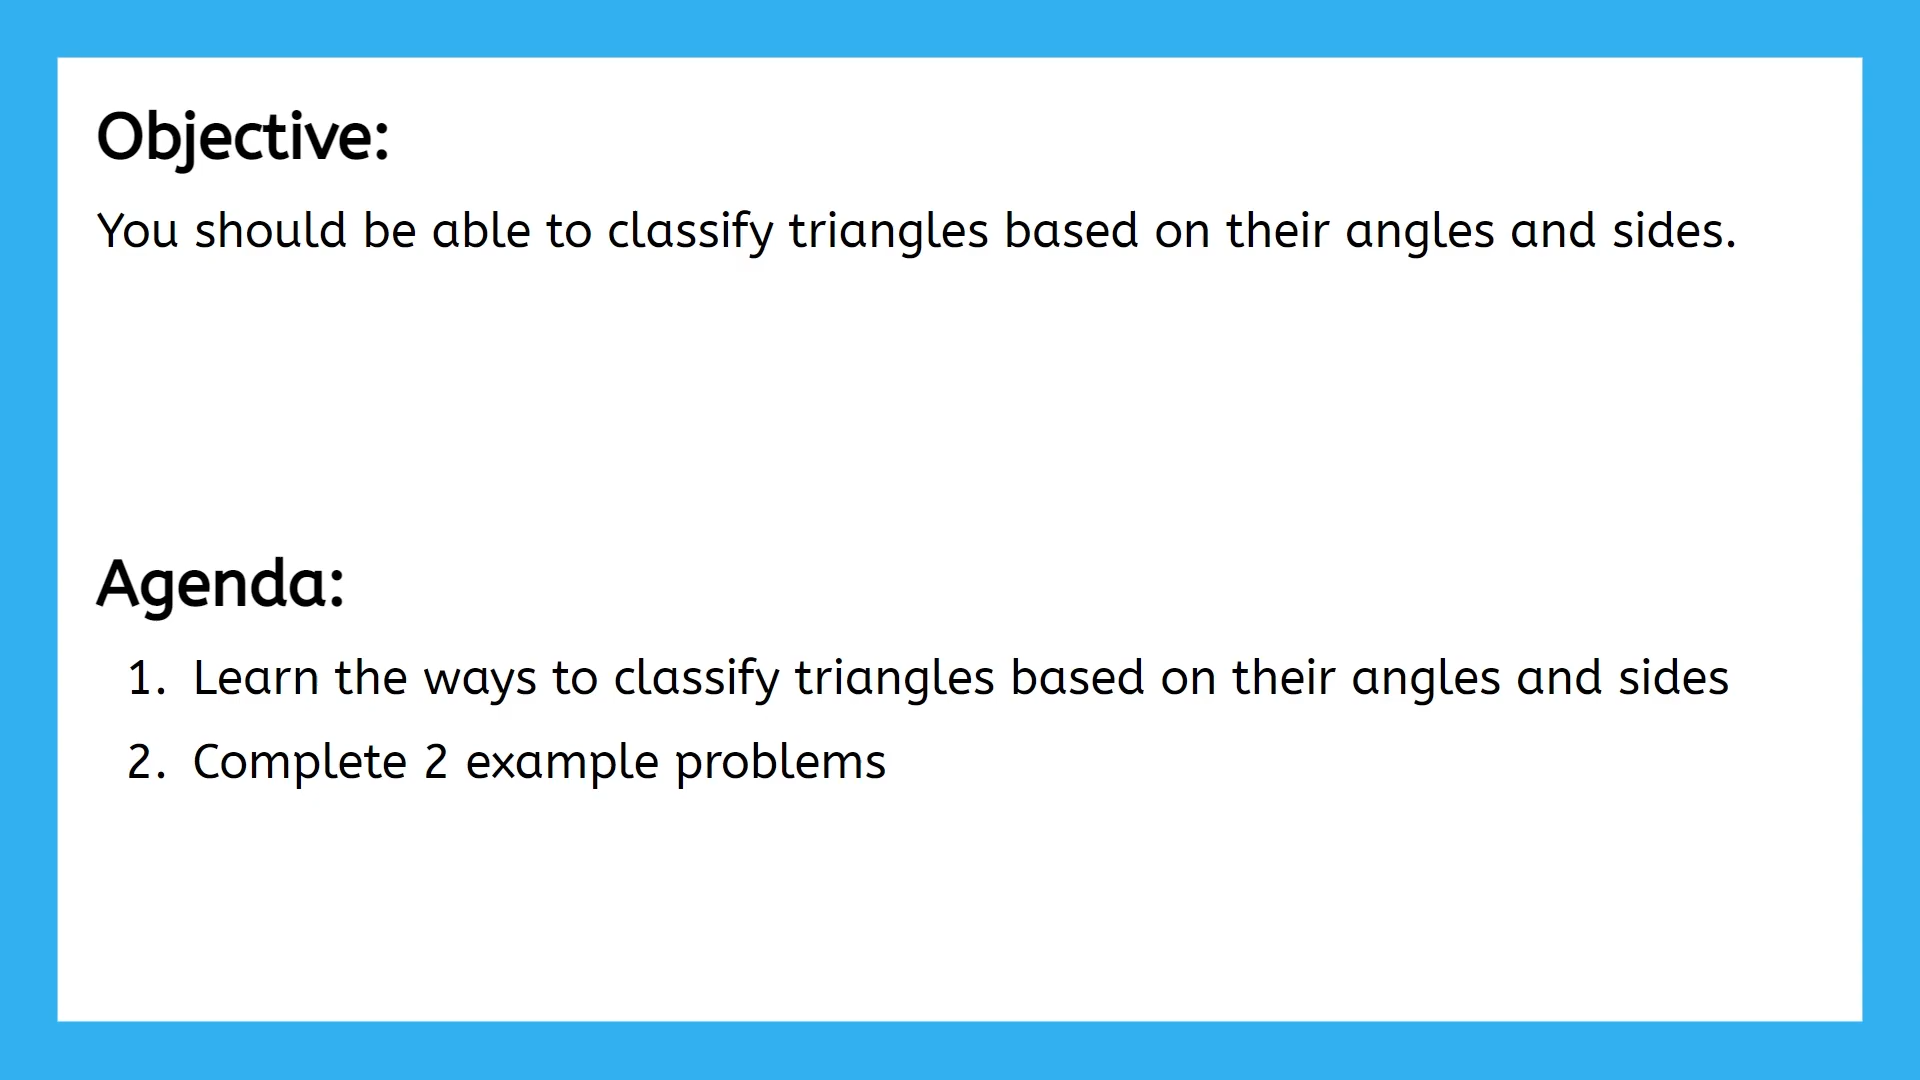 Objective:
You should be able to classify triangles based on their angles and sides.
Agenda:
1. Learn the ways to classify triangles based on their angles and sides
2. Complete 2 example problems